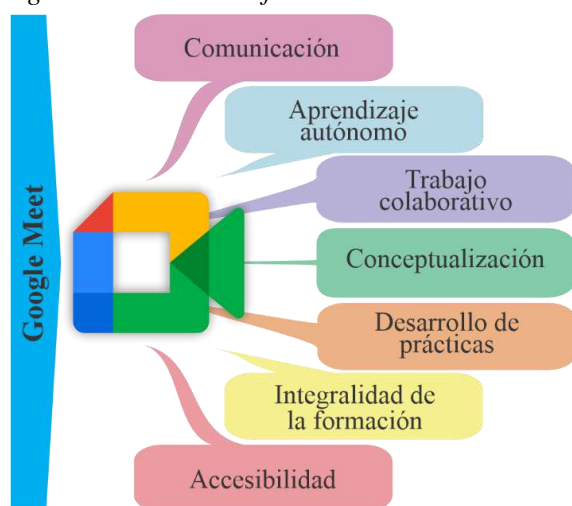 Google Meet
Comunicación
Aprendizaje
autónomo
Trabajo
colaborativo
Conceptualización
Desarrollo de
prácticas
Integralidad de
la formación
Accesibilidad